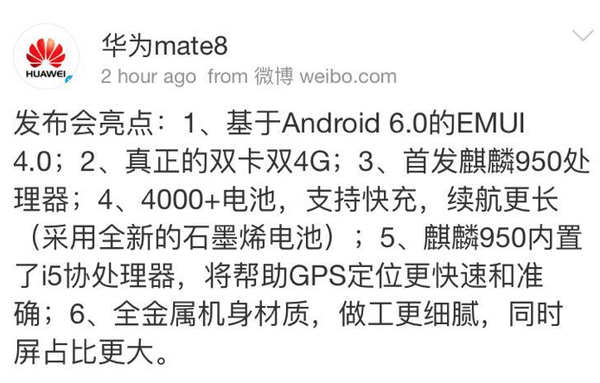 HUAWEI
华为mate8
2 hour ago from 微博 weibo.com
发布会亮点：1、基于Android 6.0的EMUI
4.0；2、真正的双卡双4G；3、首发麒麟950处
理器；4、4000+电池，支持快充，续航更长
（采用全新的石墨烯电池）；5、麒麟950内置
了i5协处理器，将帮助GPS定位更快速和准
确；6、全金属机身材质，做工更细腻，同时
屏占比更大。